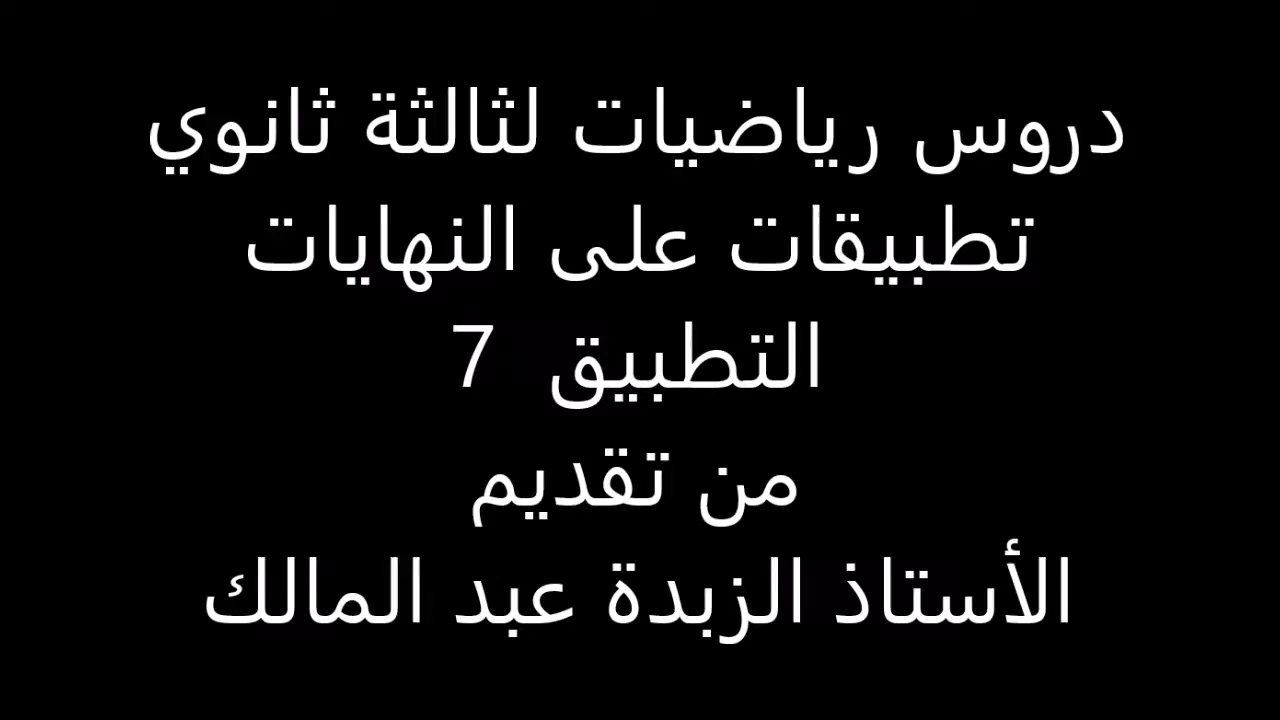 دروس رياضيات لثالثة ثانوي
تطبيقات على النهايات
التطبيق 7
من تقديم
الأستاذ الزبدة عبد المالك